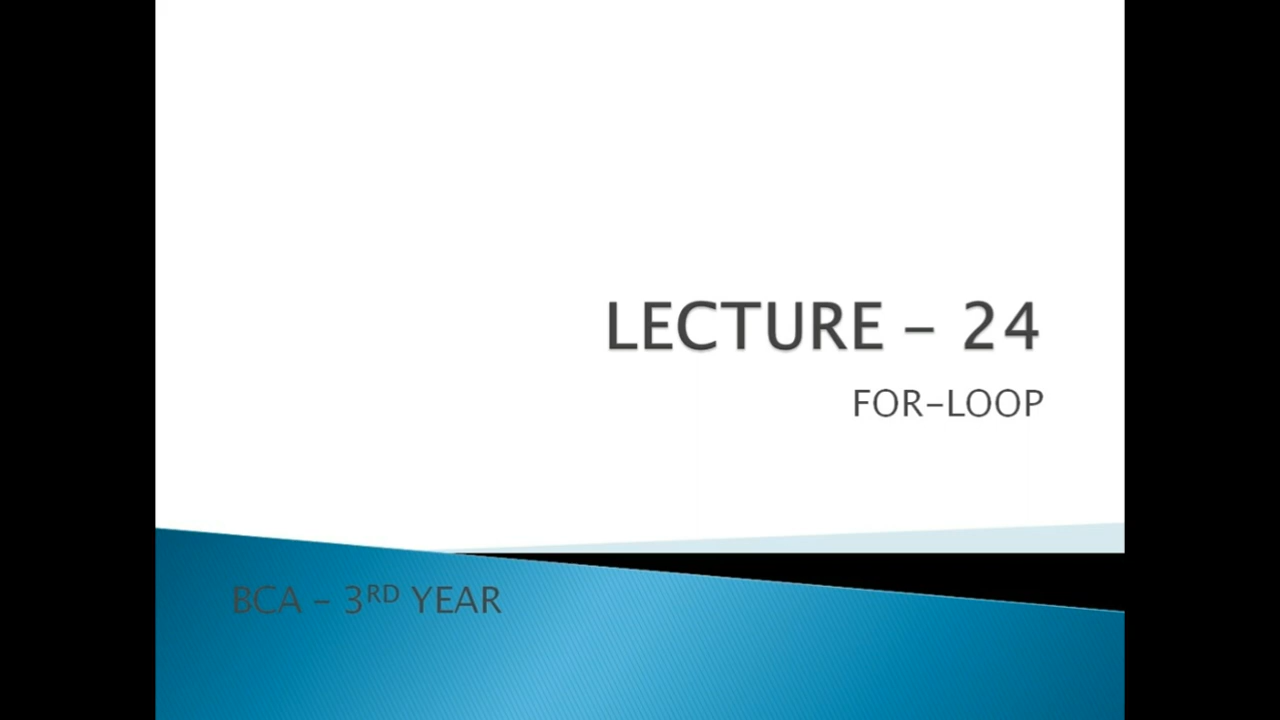 LECTURE – 24
FOR–LOOP
BCA – 3RD YEAR